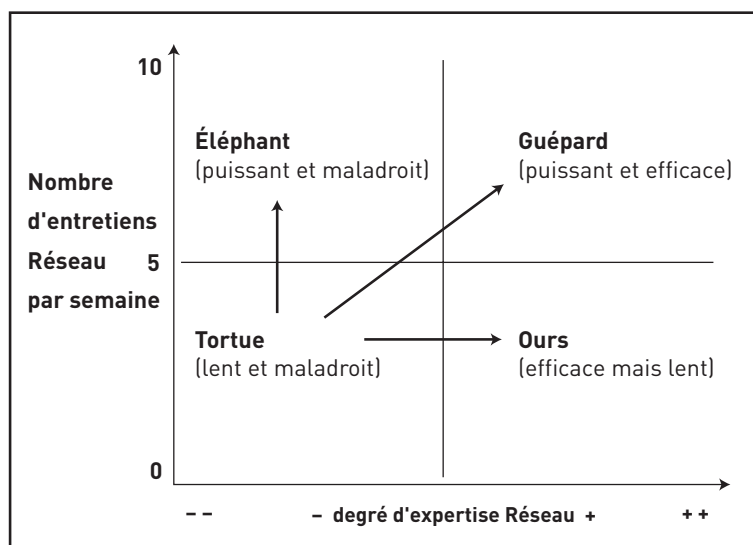 10
Éléphant
(puissant et maladroit)
Guépard
(puissant et efficace)
Nombre
d'entretiens
Réseau
par semaine
5
Tortue
(lent et maladroit)
Ours
(efficace mais lent)
0
– –
– degré d'expertise Réseau +
+ +